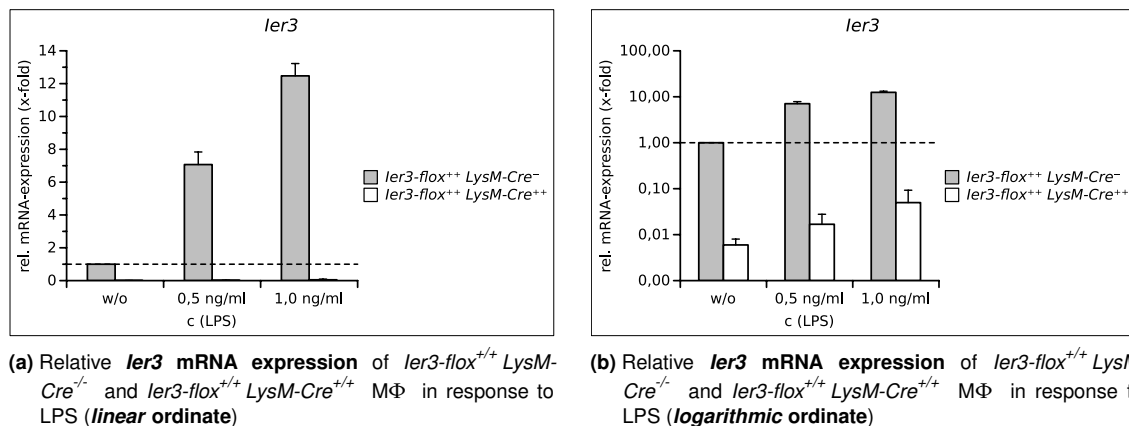 Ier3
14
12
10
8
6
4
2
0
rel. mRNA-expression (x-fold)
w/o
0,5 ng/ml
1,0 ng/ml
c (LPS)
Ier3-flox⁺⁺ LysM-Cre⁻
Ier3-flox⁺⁺ LysM-Cre⁺⁺
(a) Relative Ier3 mRNA expression of Ier3-flox⁺/⁺ LysM-
Cre⁻/⁻ and Ier3-flox⁺/⁺ LysM-Cre⁺/⁺ MΦ in response to
LPS (linear ordinate)
Ier3
100,00
10,00
1,00
0,10
0,01
0,00
rel. mRNA-expression (x-fold)
w/o
0,5 ng/ml
1,0 ng/ml
c (LPS)
Ier3-flox⁺⁺ LysM-Cre⁻
Ier3-flox⁺⁺ LysM-Cre⁺⁺
(b) Relative Ier3 mRNA expression of Ier3-flox⁺/⁺
Cre⁻/⁻ and Ier3-flox⁺/⁺ LysM-Cre⁺/⁺ MΦ in response
LPS (logarithmic ordinate)